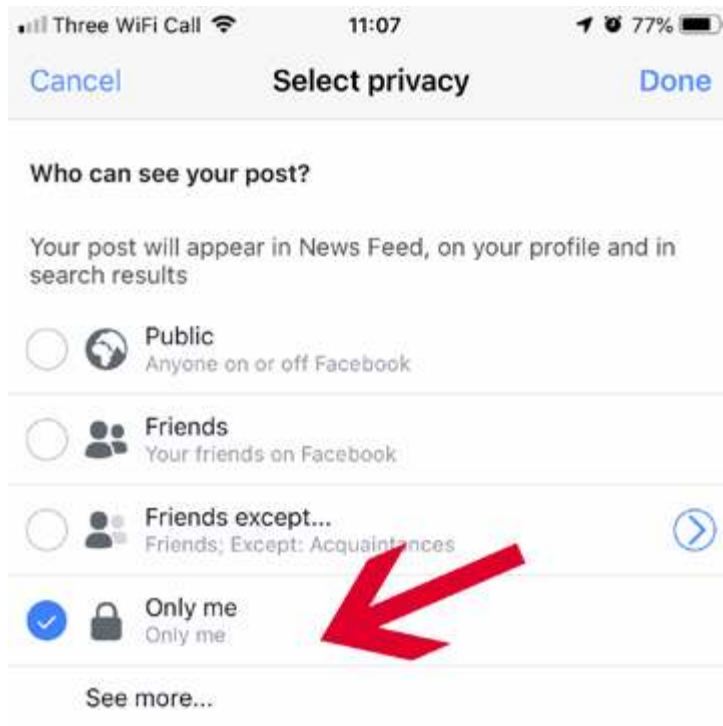 Three WiFi Call 11:07 77%
Cancel Select privacy Done
Who can see your post?
Your post will appear in News Feed, on your profile and in
search results
Public
Anyone on or off Facebook
Friends
Your friends on Facebook
Friends except...
Friends; Except: Acquaintances
Only me
Only me
See more...